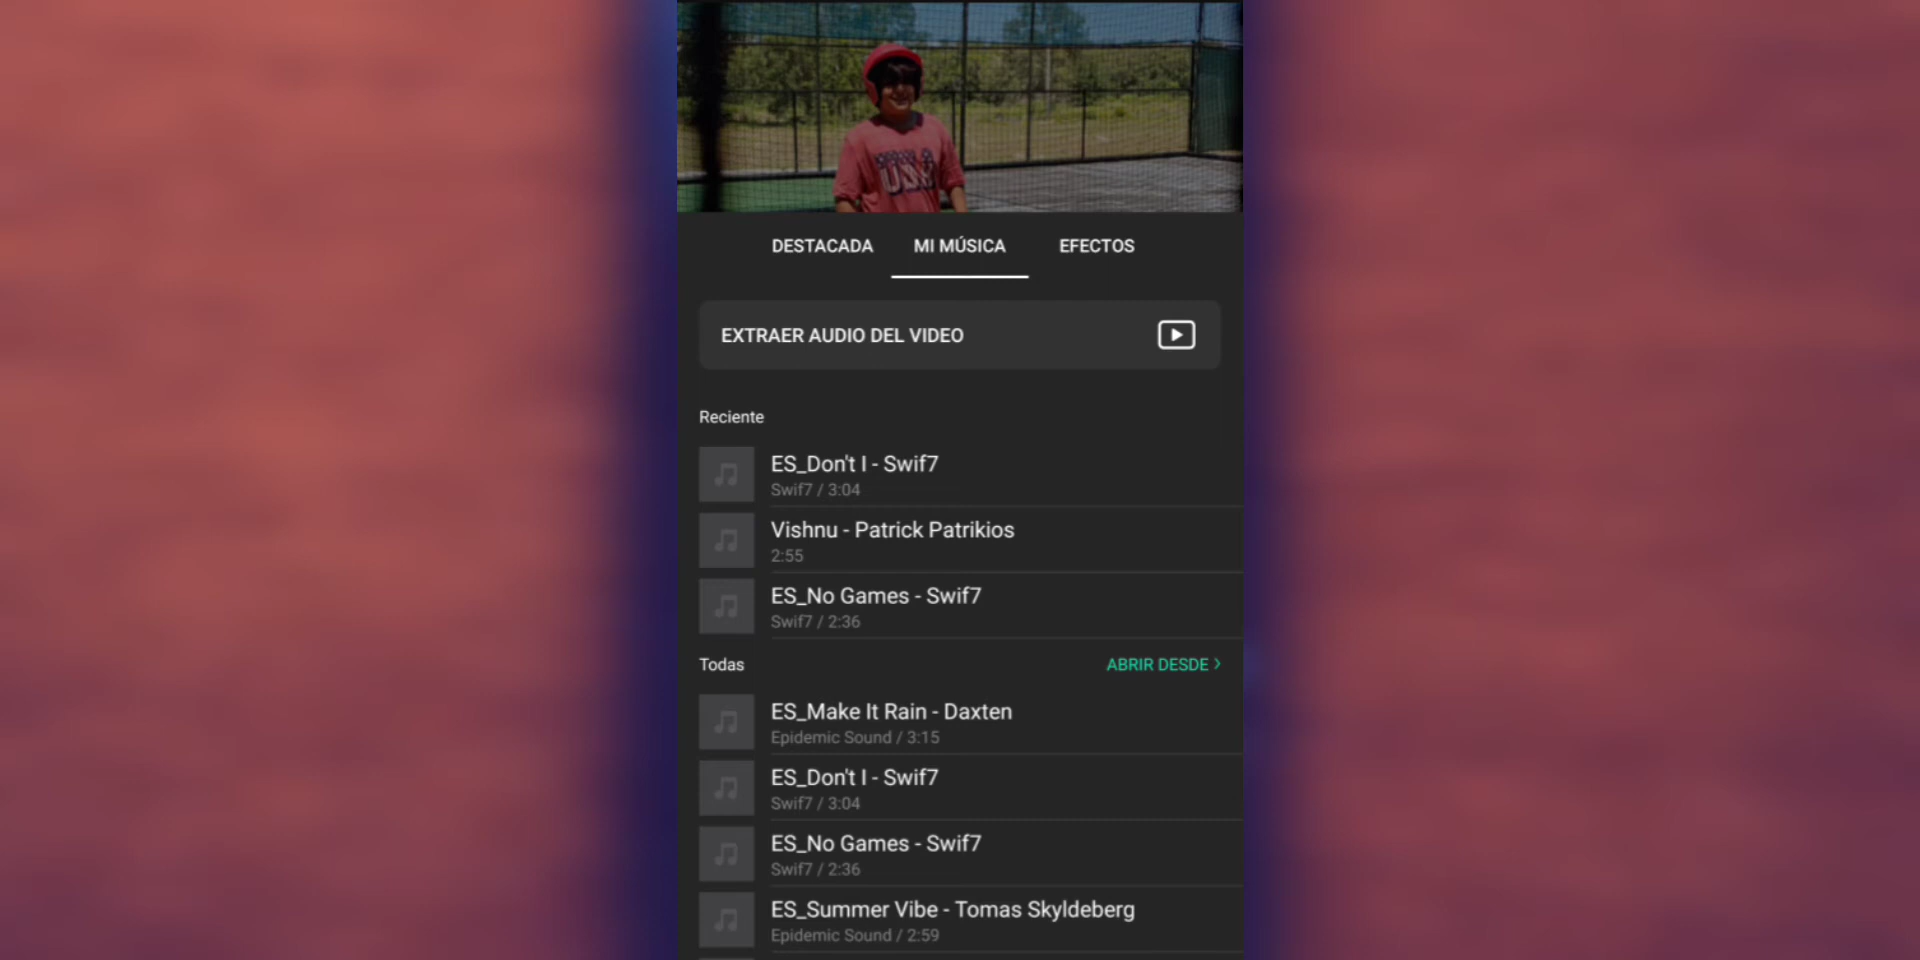 USA
DESTACADA MI MÚSICA EFECTOS
EXTRAER AUDIO DEL VIDEO
Reciente
ES_Don't I - Swif7
Swif7 / 3:04
Vishnu - Patrick Patrikios
2:55
ES_No Games - Swif7
Swif7 / 2:36
Todas ABRIR DESDE >
ES_Make It Rain - Daxten
Epidemic Sound / 3:15
ES_Don't I - Swif7
Swif7 / 3:04
ES_No Games - Swif7
Swif7 / 2:36
ES_Summer Vibe - Tomas Skyldeberg
Epidemic Sound / 2:59